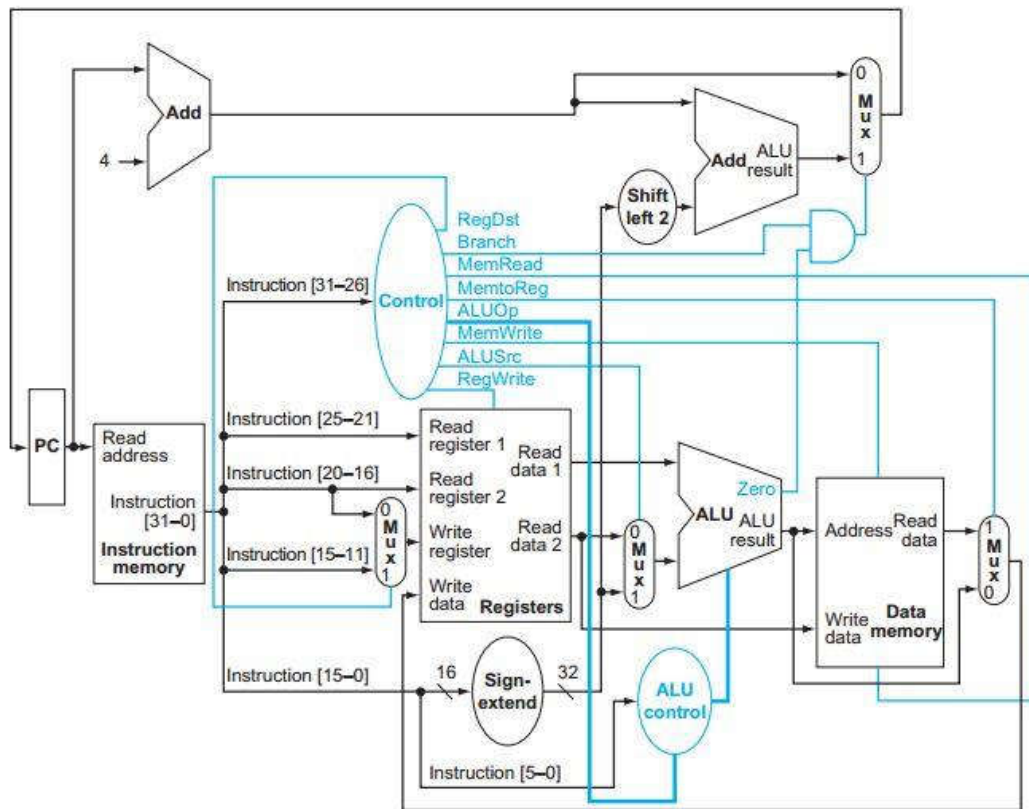 Add
4
0
Mux
1
Add ALU
result
Shift
left 2
RegDst
Branch
MemRead
MemtoReg
ALUOp
MemWrite
ALUSrc
RegWrite
Control
Instruction [31–26]
Instruction [25–21]
Instruction [20–16]
Instruction [15–11]
Instruction [15–0]
Instruction [5–0]
PC
Read
address
Instruction
[31–0]
Instruction
memory
0
Mux
1
Read
register 1
Read
data 1
Read
register 2
Write
register
Read
data 2
Write
data
Registers
0
Mux
1
Zero
ALU ALU
result
Address
Read
data
Write
data
Data
memory
1
Mux
0
16
Sign-
extend
32
ALU
control